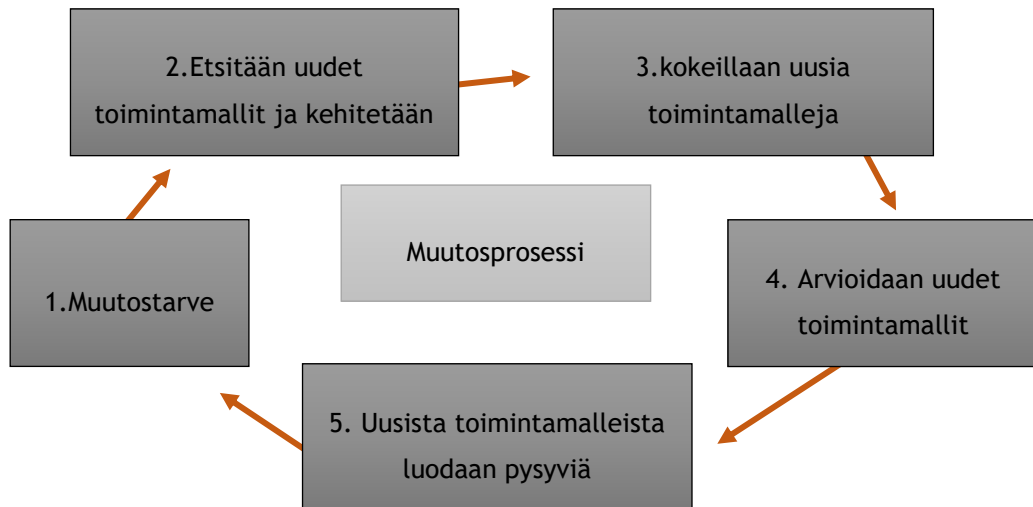 2.Etsitään uudet
toimintamallit ja kehitetään
3.kokeillaan uusia
toimintamalleja
Muutosprosessi
1.Muutostarve
4. Arvioidaan uudet
toimintamallit
5. Uusista toimintamalleista
luodaan pysyviä